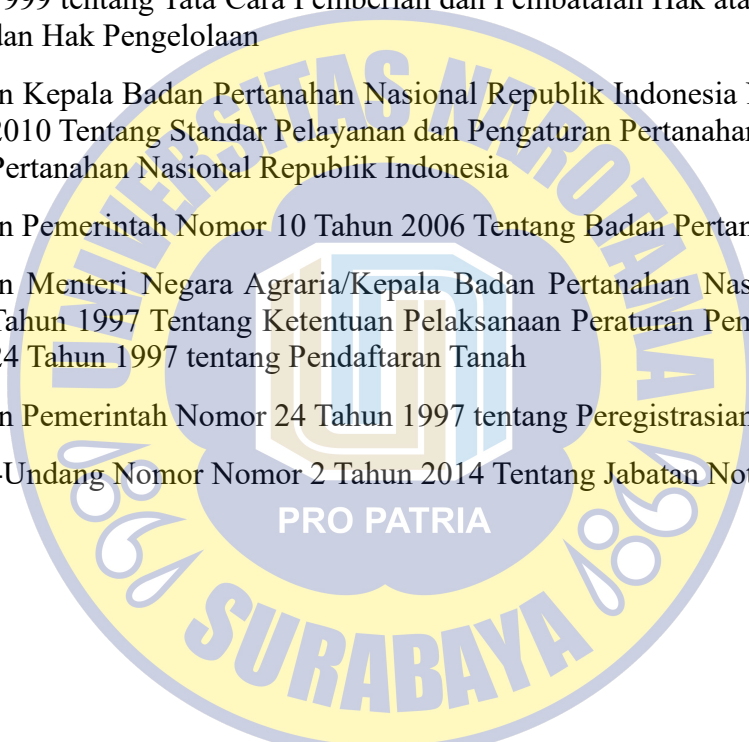 1999 tentang Tata Cara Pemberian dan Pembatalan Hak ata
dan Hak Pengelolaan
n Kepala Badan Pertanahan Nasional Republik Indonesia
2010 Tentang Standar Pelayanan dan Pengaturan Pertanahan
Pertanahan Nasional Republik Indonesia
n Pemerintah Nomor 10 Tahun 2006 Tentang Badan Pertan
n Menteri Negara Agraria/Kepala Badan Pertanahan Nas
Tahun 1997 Tentang Ketentuan Pelaksanaan Peraturan Pem
24 Tahun 1997 tentang Pendaftaran Tanah
n Pemerintah Nomor 24 Tahun 1997 tentang Peregistrasian
-Undang Nomor Nomor 2 Tahun 2014 Tentang Jabatan Not
UNIVERSITAS NAROTAMA
PRO PATRIA
SURABAYA